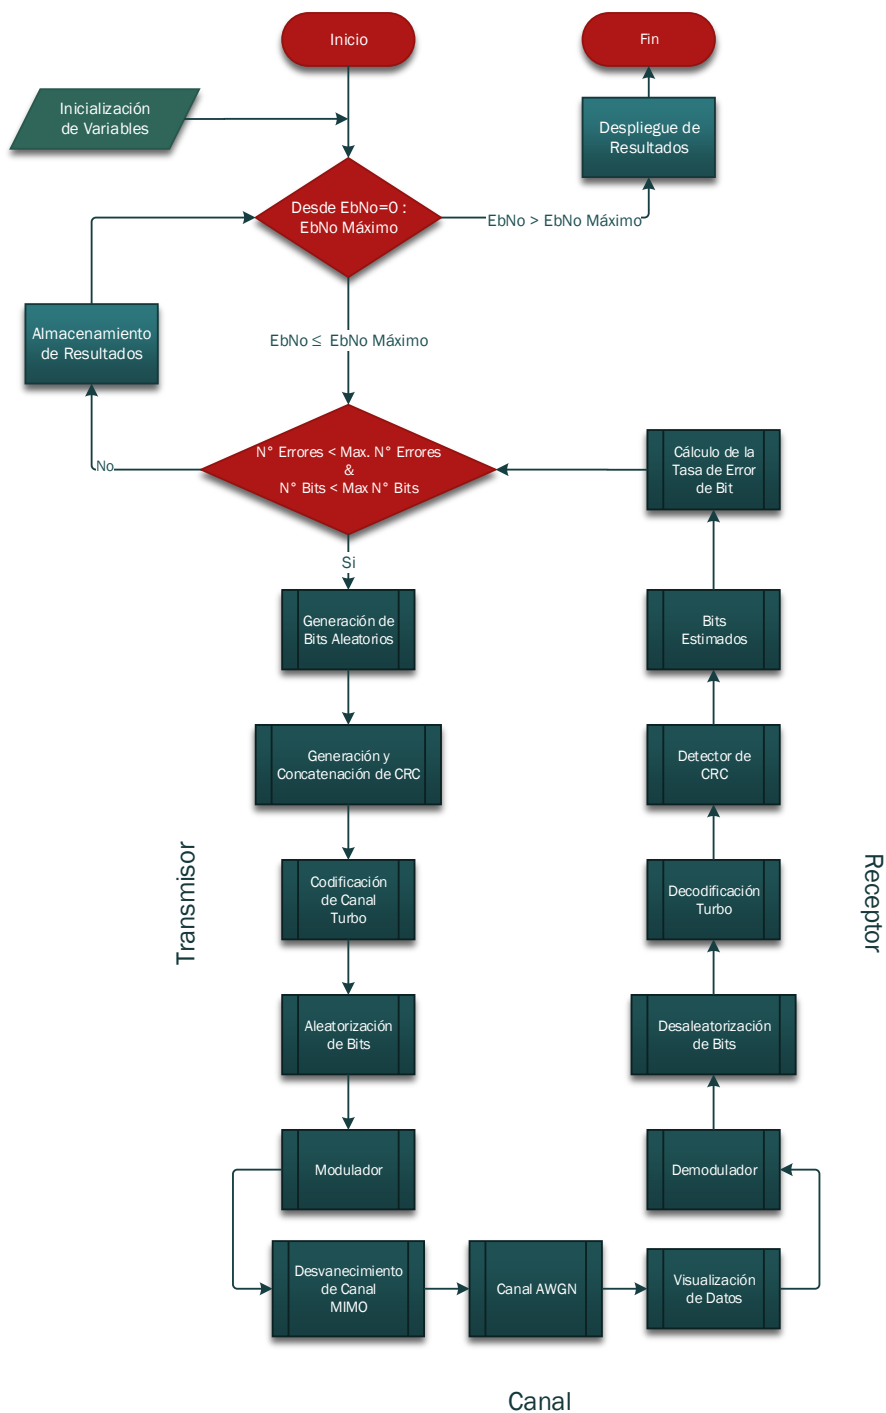 Inicio
Fin
Inicialización
de Variables
Despliegue de
Resultados
Desde EbNo=0 :
EbNo Máximo
EbNo > EbNo Máximo
Almacenamiento
de Resultados
EbNo ≤ EbNo Máximo
N° Errores < Max. N° Errores
&
N° Bits < Max N° Bits
No
Cálculo de la
Tasa de Error
de Bit
Si
Generación de
Bits Aleatorios
Bits
Estimados
Generación y
Concatenación de CRC
Detector de
CRC
Transmisor
Codificación
de Canal
Turbo
Decodificación
Turbo
Receptor
Aleatorización
de Bits
Desaleatorización
de Bits
Modulador
Demodulador
Desvanecimiento
de Canal
MIMO
Canal AWGN
Visualización
de Datos
Canal